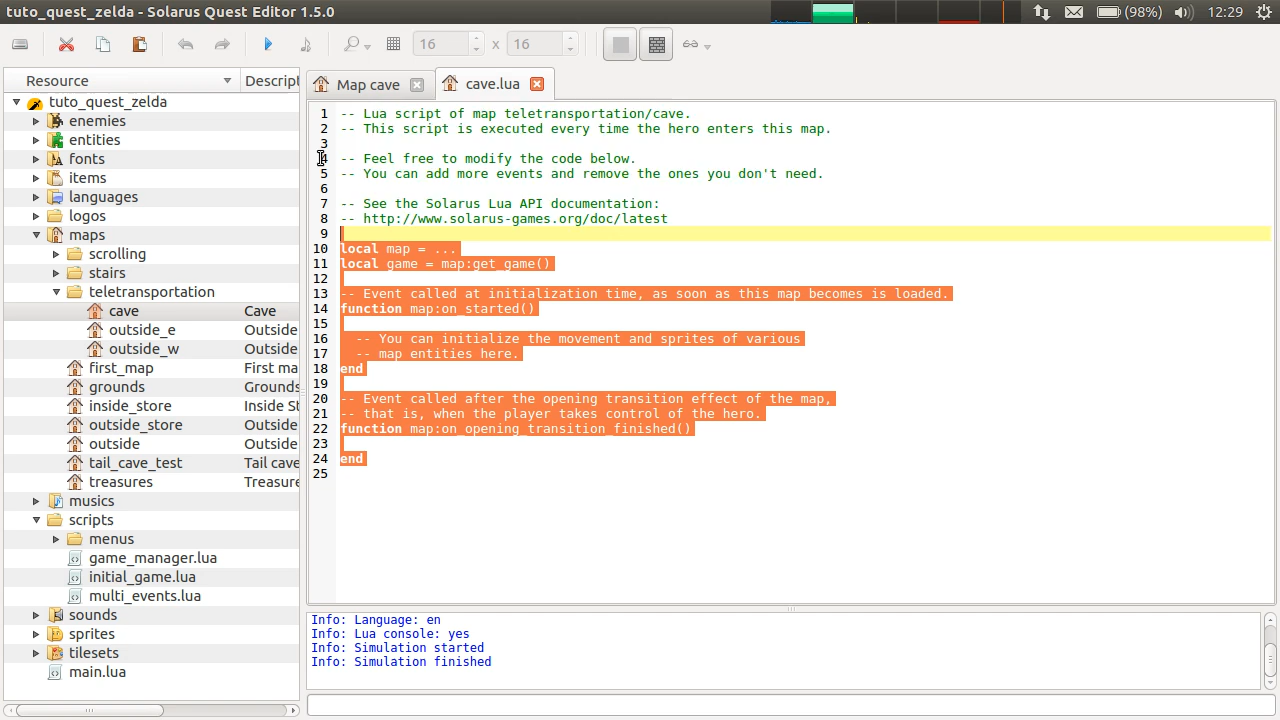 tuto_quest_zelda - Solarus Quest Editor 1.5.0
(98%)
12:29
16 x 16
Resource
Descript
tuto_quest_zelda
enemies
entities
fonts
items
languages
logos
maps
scrolling
stairs
teletransportation
cave Cave
outside_e Outside
outside_w Outside
first_map First ma
grounds Grounds
inside_store Inside St
outside_store Outside
outside Outside
tail_cave_test Tail cave
treasures Treasure
musics
scripts
menus
game_manager.lua
initial_game.lua
multi_events.lua
sounds
sprites
tilesets
main.lua
Map cave
cave.lua
1 -- Lua script of map teletransportation/cave.
2 -- This script is executed every time the hero enters this map.
3
4 -- Feel free to modify the code below.
5 -- You can add more events and remove the ones you don't need.
6
7 -- See the Solarus Lua API documentation:
8 -- http://www.solarus-games.org/doc/latest
9
10 local map = ...
11 local game = map:get_game()
12
13 -- Event called at initialization time, as soon as this map becomes is loaded.
14 function map:on_started()
15
16 -- You can initialize the movement and sprites of various
17 -- map entities here.
18 end
19
20 -- Event called after the opening transition effect of the map,
21 -- that is, when the player takes control of the hero.
22 function map:on_opening_transition_finished()
23
24 end
25
Info: Language: en
Info: Lua console: yes
Info: Simulation started
Info: Simulation finished